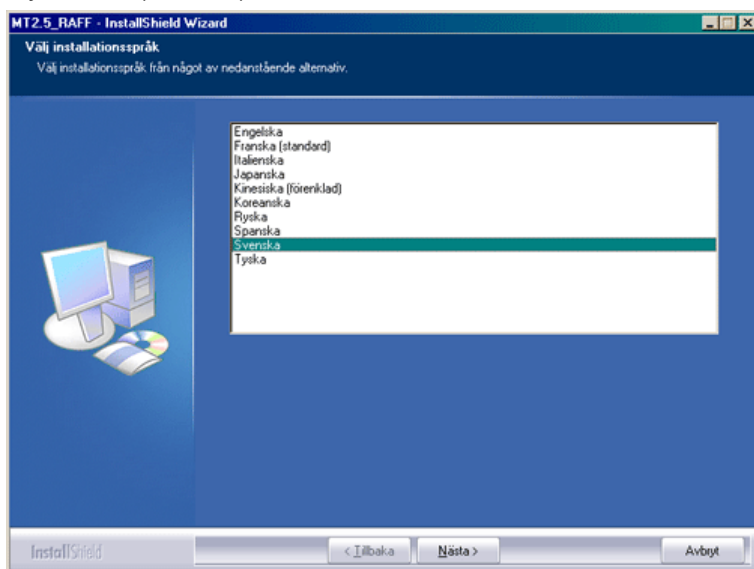 MT2.5_RAFF - InstallShield Wizard
Välj installationsspråk
Välj installationsspråk från något av nedanstående alternativ.
Engelska
Franska (standard)
Italienska
Japanska
Kinesiska (förenklad)
Koreanska
Ryska
Spanska
Svenska
Tyska
InstallShield
< Tillbaka
Nästa >
Avbryt